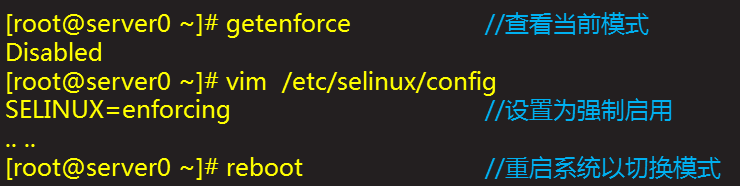 [root@server0 ~]# getenforce //查看当前模式
Disabled
[root@server0 ~]# vim /etc/selinux/config
SELINUX=enforcing //设置为强制启用
.. ..
[root@server0 ~]# reboot //重启系统以切换模式